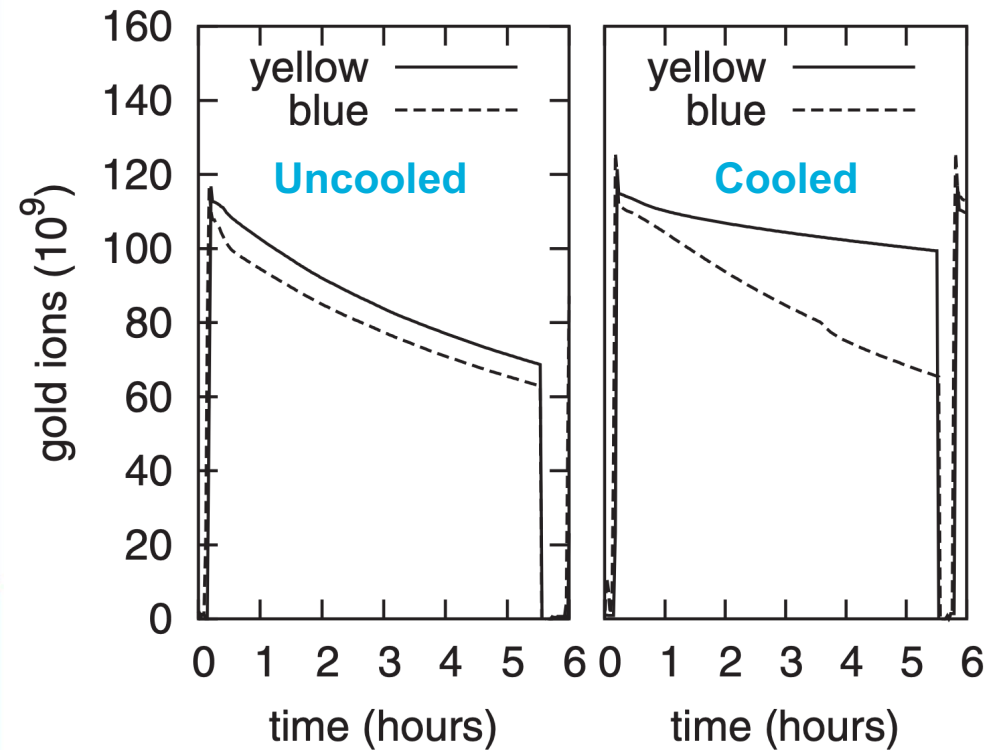 160
140
120
100
80
60
40
20
0
gold ions (10⁹)
yellow
blue
Uncooled
0 1 2 3 4 5 6
time (hours)
yellow
blue
Cooled
0 1 2 3 4 5 6
time (hours)